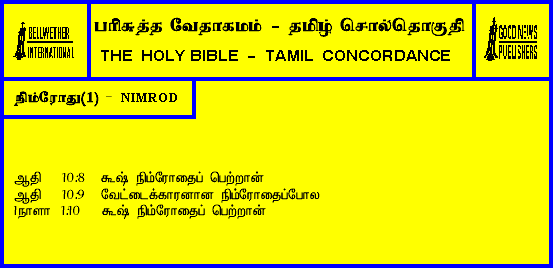 BELLWETHER
INTERNATIONAL
பரிசுத்த வேதாகமம் - தமிழ் சொல்தொகுதி
THE HOLY BIBLE - TAMIL CONCORDANCE
GOOD NEWS
PUBLISHERS
நிம்ரோது(1) - NIMROD
ஆதி 10:8 கூஷ் நிம்ரோதைப் பெற்றான்
ஆதி 10:9 வேட்டைக்காரனான நிம்ரோதைப்போல
1நாளா 1:10 கூஷ் நிம்ரோதைப் பெற்றான்